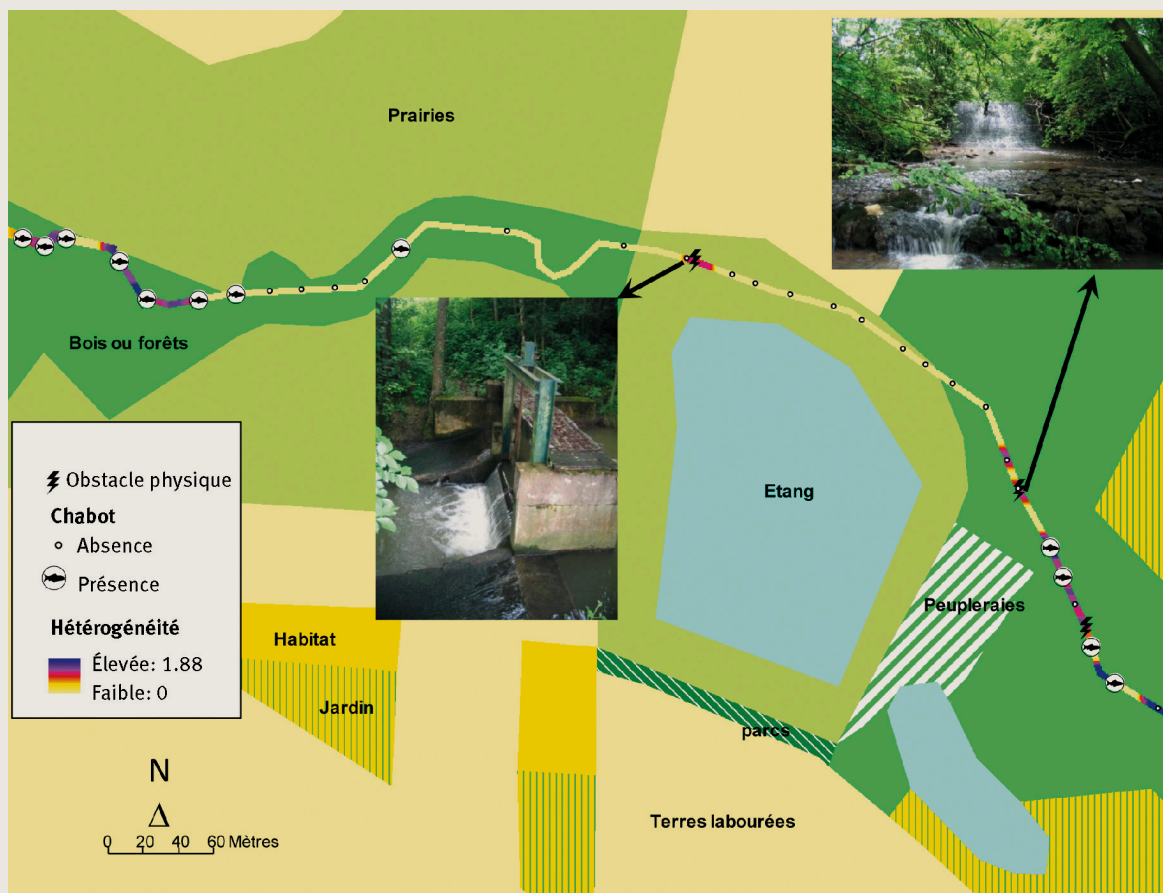 Prairies
Bois ou forêts
Etang
Peupleraies
Obstacle physique
Chabot
Absence
Présence
Hétérogénéité
Élevée: 1.88
Faible: 0
Habitat
Jardin
parcs
Terres labourées
N
0 20 40 60 Mètres